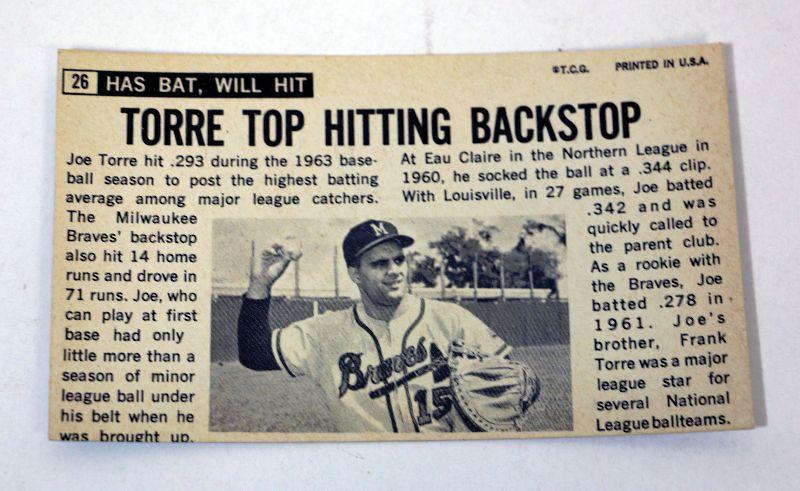 26 HAS BAT, WILL HIT
©T.C.G. PRINTED IN U.S.A.
TORRE TOP HITTING BACKSTOP
Joe Torre hit .293 during the 1963 base-
ball season to post the highest batting
average among major league catchers.
The Milwaukee
Braves' backstop
also hit 14 home
runs and drove in
71 runs. Joe, who
can play at first
base had only
little more than a
season of minor
league ball under
his belt when he
was brought up.
At Eau Claire in the Northern League in
1960, he socked the ball at a .344 clip.
With Louisville, in 27 games, Joe batted
.342 and was
quickly called to
the parent club.
As a rookie with
the Braves, Joe
batted .278 in
1961. Joe's
brother, Frank
Torre was a major
league star for
several National
League ballteams.
M
Braves
15